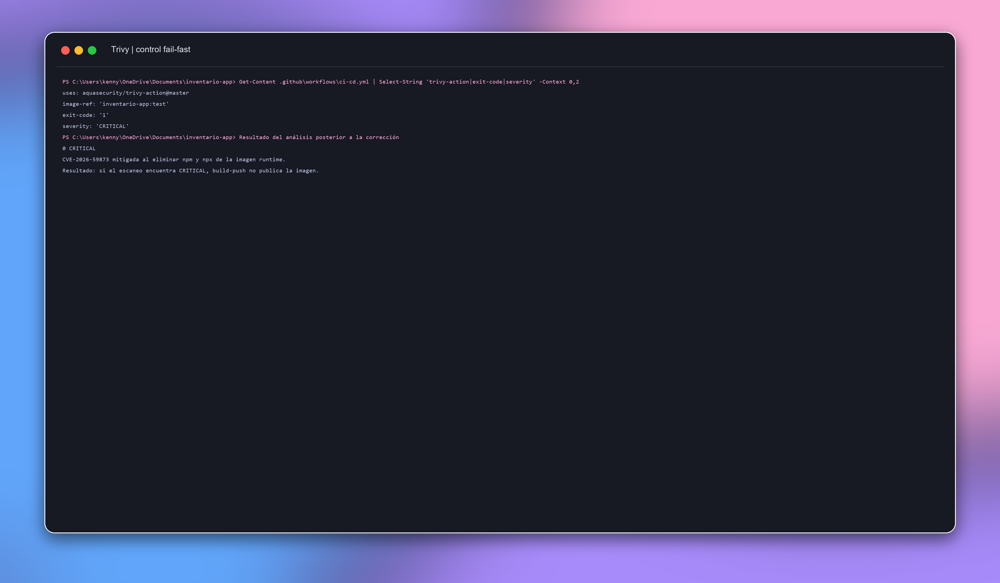 Trivy | control fail-fast
PS C:\Users\kenny\OneDrive\Documents\inventario-app> Get-Content .github\workflows\ci-cd.yml | Select-String 'trivy-action|exit-code|severity' -Context 0,2
uses: aquasecurity/trivy-action@master
image-ref: 'inventario-app:test'
exit-code: '1'
severity: 'CRITICAL'
PS C:\Users\kenny\OneDrive\Documents\inventario-app> Resultado del análisis posterior a la corrección
0 CRITICAL
CVE-2026-59873 mitigada al eliminar npm y npx de la imagen runtime.
Resultado: si el escaneo encuentra CRITICAL, build-push no publica la imagen.